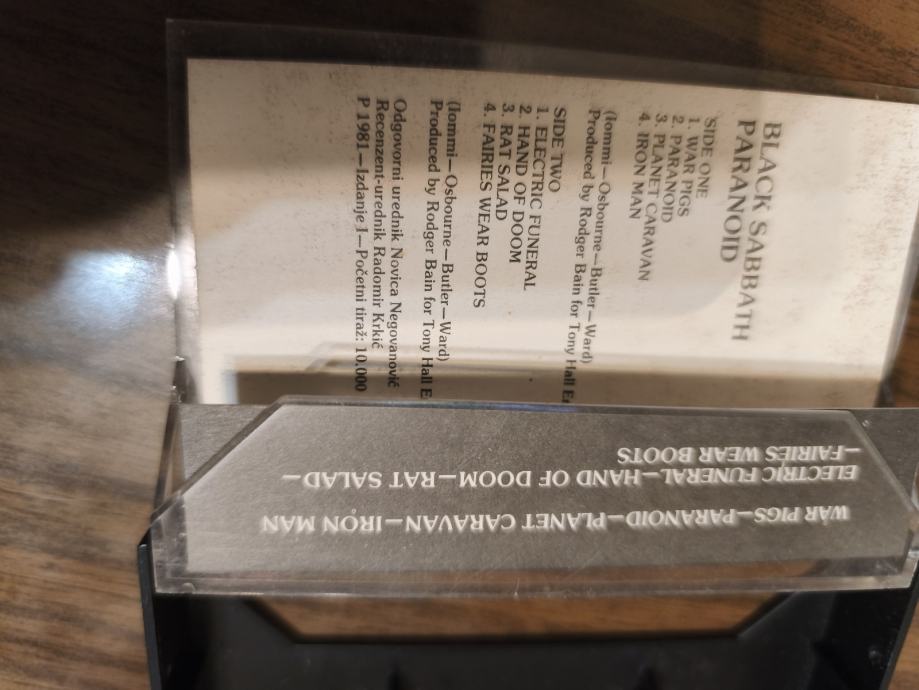 BLACK SABBATH
PARANOID
SIDE ONE
1. WAR PIGS
2. PARANOID
3. PLANET CARAVAN
4. IRON MAN
(Iommi—Osbourne—Butler—Ward)
Produced by Rodger Bain for Tony Hall
SIDE TWO
1. ELECTRIC FUNERAL
2. HAND OF DOOM
3. RAT SALAD
4. FAIRIES WEAR BOOTS
(Iommi—Osbourne—Butler—Ward)
Produced by Rodger Bain for Tony Hall E
Odgovorni urednik Novica Negovanović
Recenzent-urednik Radomir Krkić
P 1981—Izdanje I—Početni tiraž: 10.000
WAR PIGS—PARANOID—PLANET CARAVAN—IRON MAN
ELECTRIC FUNERAL—HAND OF DOOM—RAT SALAD—
—FAIRIES WEAR BOOTS